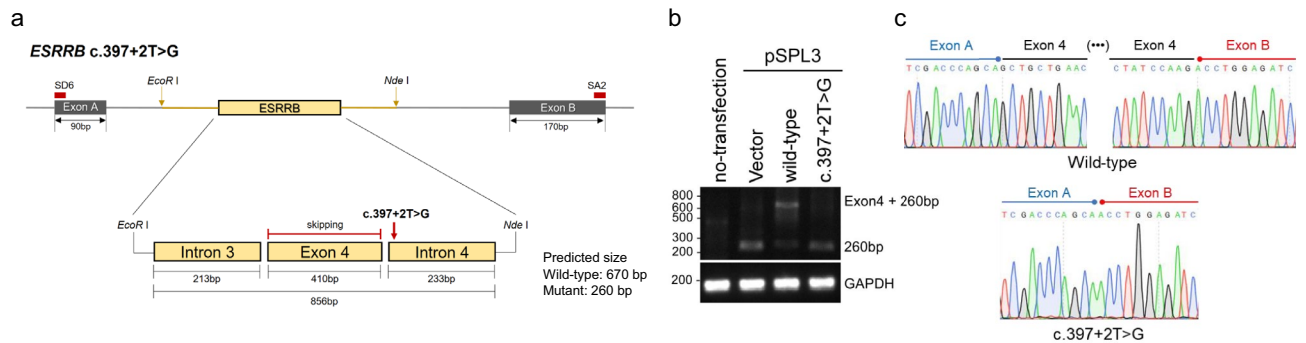 a
ESRRB c.397+2T>G
SD6
EcoR I
Nde I
SA2
Exon A
ESRRB
Exon B
90bp
170bp
c.397+2T>G
EcoR I
skipping
Nde I
Intron 3
Exon 4
Intron 4
213bp
410bp
233bp
856bp
Predicted size
Wild-type: 670 bp
Mutant: 260 bp
b
pSPL3
no-transfection
Vector
wild-type
c.397+2T>G
800
600
500
300
200
Exon4 + 260bp
260bp
200
GAPDH
c
Exon A
Exon 4
(•••)
Exon 4
Exon B
TCGACCCAGCAGCTGCTGAAC
CTATCCAAGACCTGGAGATC
Wild-type
Exon A
Exon B
TCGACCCAGCAACCTGGAGATC
c.397+2T>G